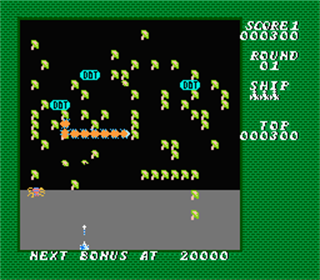 SCORE1
000300
ROUND
01
SHIP
TOP
000300
DDT
DDT
DDT
NEXT BONUS AT 20000